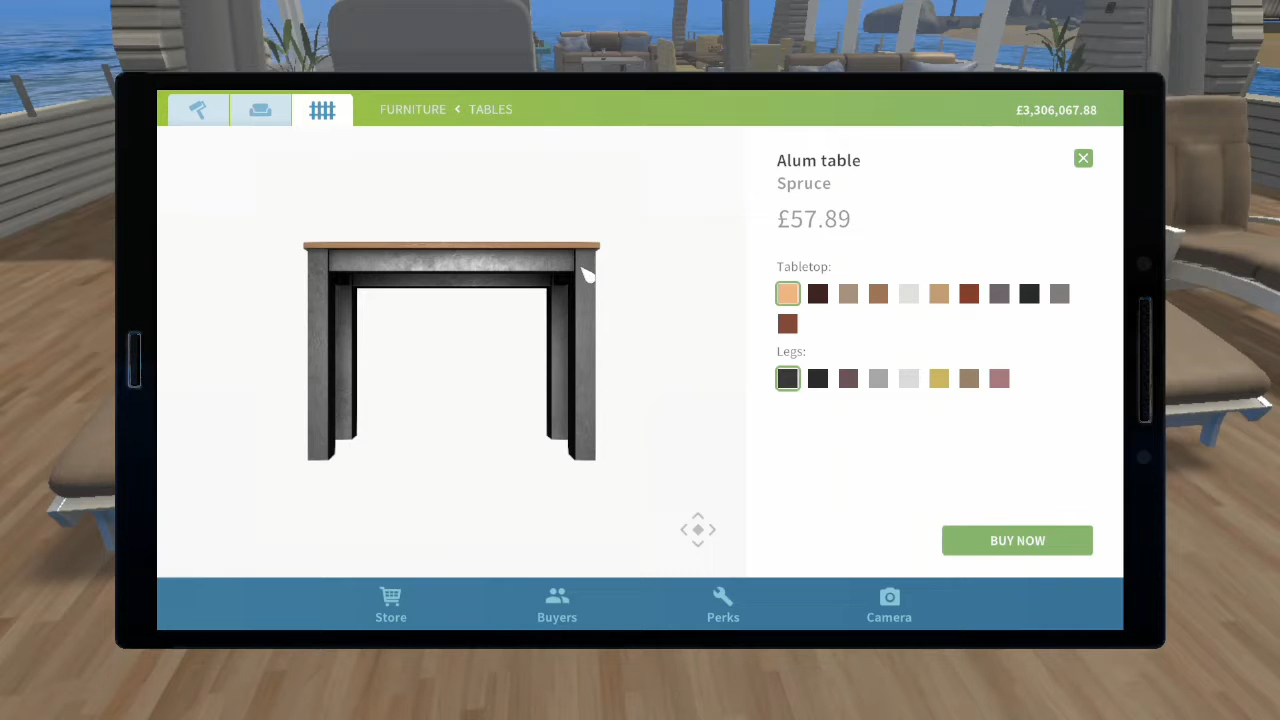 FURNITURE < TABLES
£3,306,067.88
Alum table
Spruce
£57.89
Tabletop:
Legs:
BUY NOW
Store
Buyers
Perks
Camera